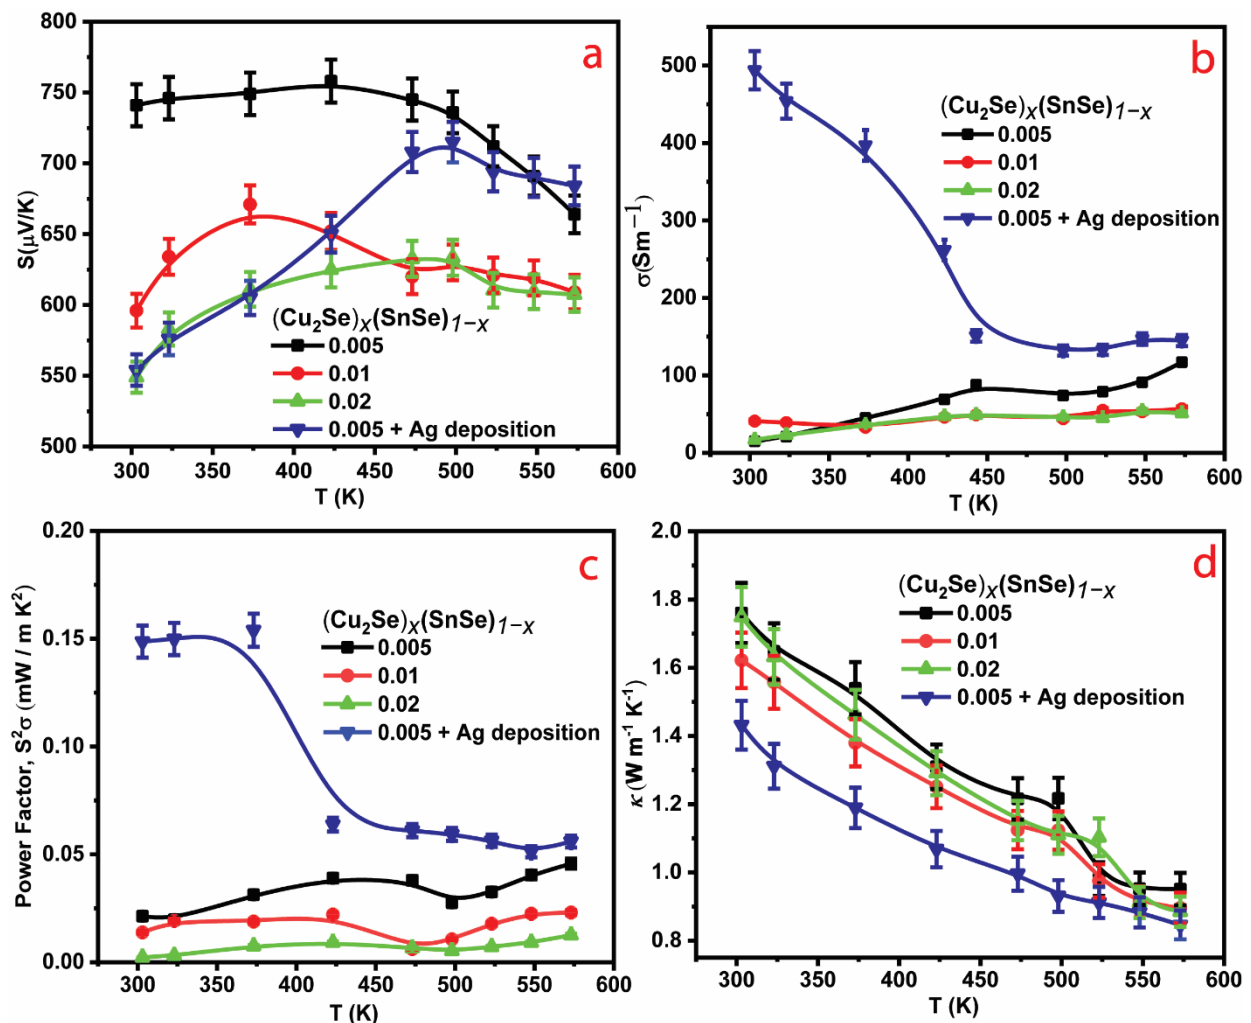 a
800
750
700
650
600
550
500
S(μV/K)
(Cu₂Se)ₓ(SnSe)₁₋ₓ
0.005
0.01
0.02
0.005 + Ag deposition
300 350 400 450 500 550 600
T (K)
b
500
400
300
200
100
0
σ(Sm⁻¹)
(Cu₂Se)ₓ(SnSe)₁₋ₓ
0.005
0.01
0.02
0.005 + Ag deposition
300 350 400 450 500 550 600
T (K)
c
0.20
0.15
0.10
0.05
0.00
Power Factor, S²σ (mW / m K²)
(Cu₂Se)ₓ(SnSe)₁₋ₓ
0.005
0.01
0.02
0.005 + Ag deposition
300 350 400 450 500 550 600
T (K)
d
2.0
1.8
1.6
1.4
1.2
1.0
0.8
κ (W m⁻¹ K⁻¹)
(Cu₂Se)ₓ(SnSe)₁₋ₓ
0.005
0.01
0.02
0.005 + Ag deposition
300 350 400 450 500 550 600
T (K)